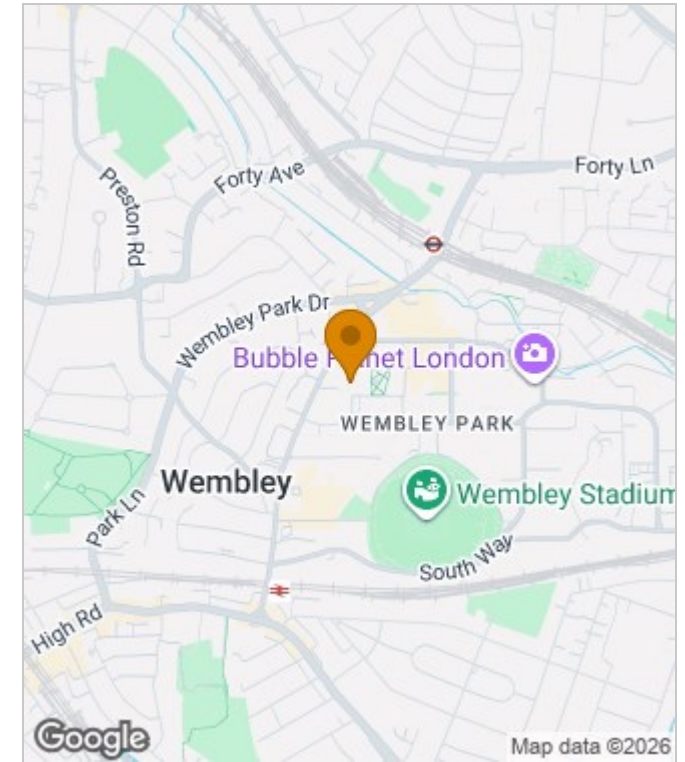 Forty Ln
Forty Ave
Preston Rd
Wembley Park Dr
Bubble Planet London
WEMBLEY PARK
Wembley
Wembley Stadium
Park Ln
South Way
High Rd
Google
Map data ©2026